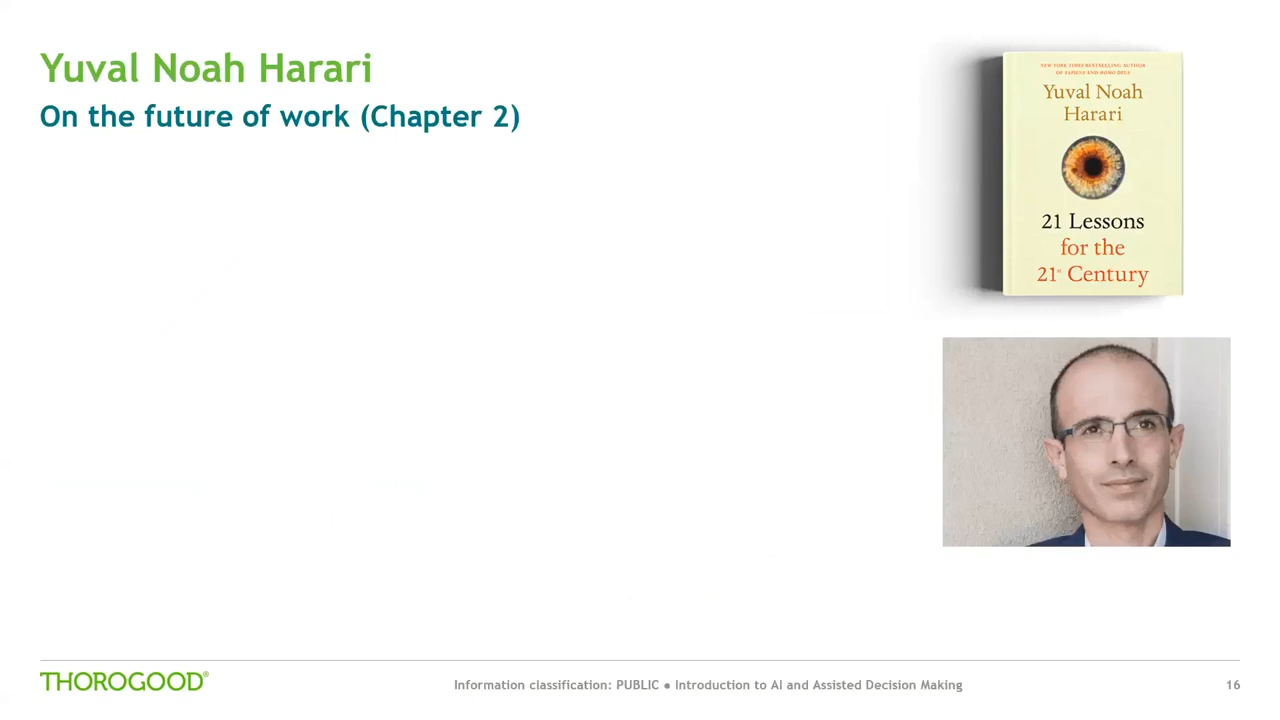 Yuval Noah Harari
On the future of work (Chapter 2)
NEW YORK TIMES BESTSELLING AUTHOR
OF SAPIENS AND HOMO DEUS
Yuval Noah
Harari
21 Lessons
for the
21st Century
THOROGOOD®
Information classification: PUBLIC ● Introduction to AI and Assisted Decision Making
16